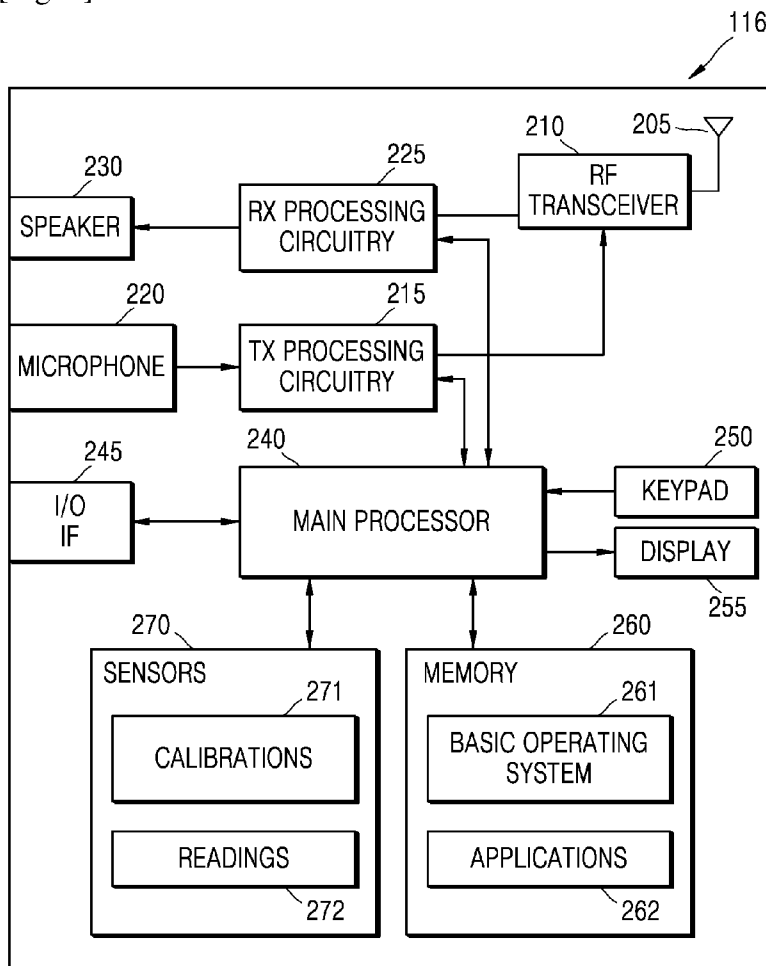 116
205
210
RF
TRANSCEIVER
225
RX PROCESSING
CIRCUITRY
230
SPEAKER
220
MICROPHONE
215
TX PROCESSING
CIRCUITRY
245
I/O
IF
240
MAIN PROCESSOR
250
KEYPAD
DISPLAY
255
270
SENSORS
271
CALIBRATIONS
READINGS
272
260
MEMORY
261
BASIC OPERATING
SYSTEM
APPLICATIONS
262